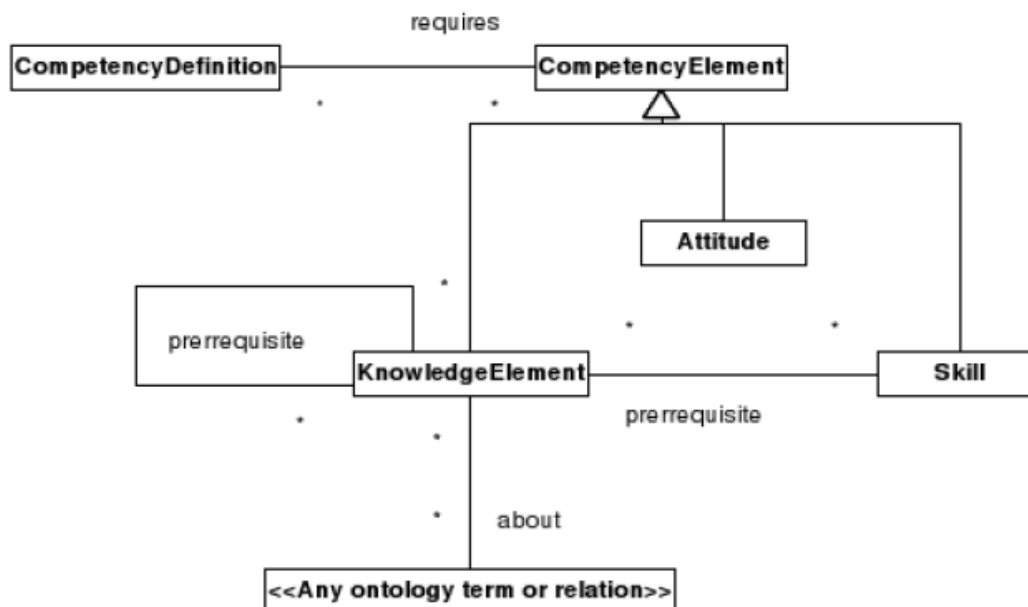 requires
CompetencyDefinition
CompetencyElement
* *
Attitude
*
* *
prerrequisite
KnowledgeElement
Skill
prerrequisite
*
*
*
about
<<Any ontology term or relation>>